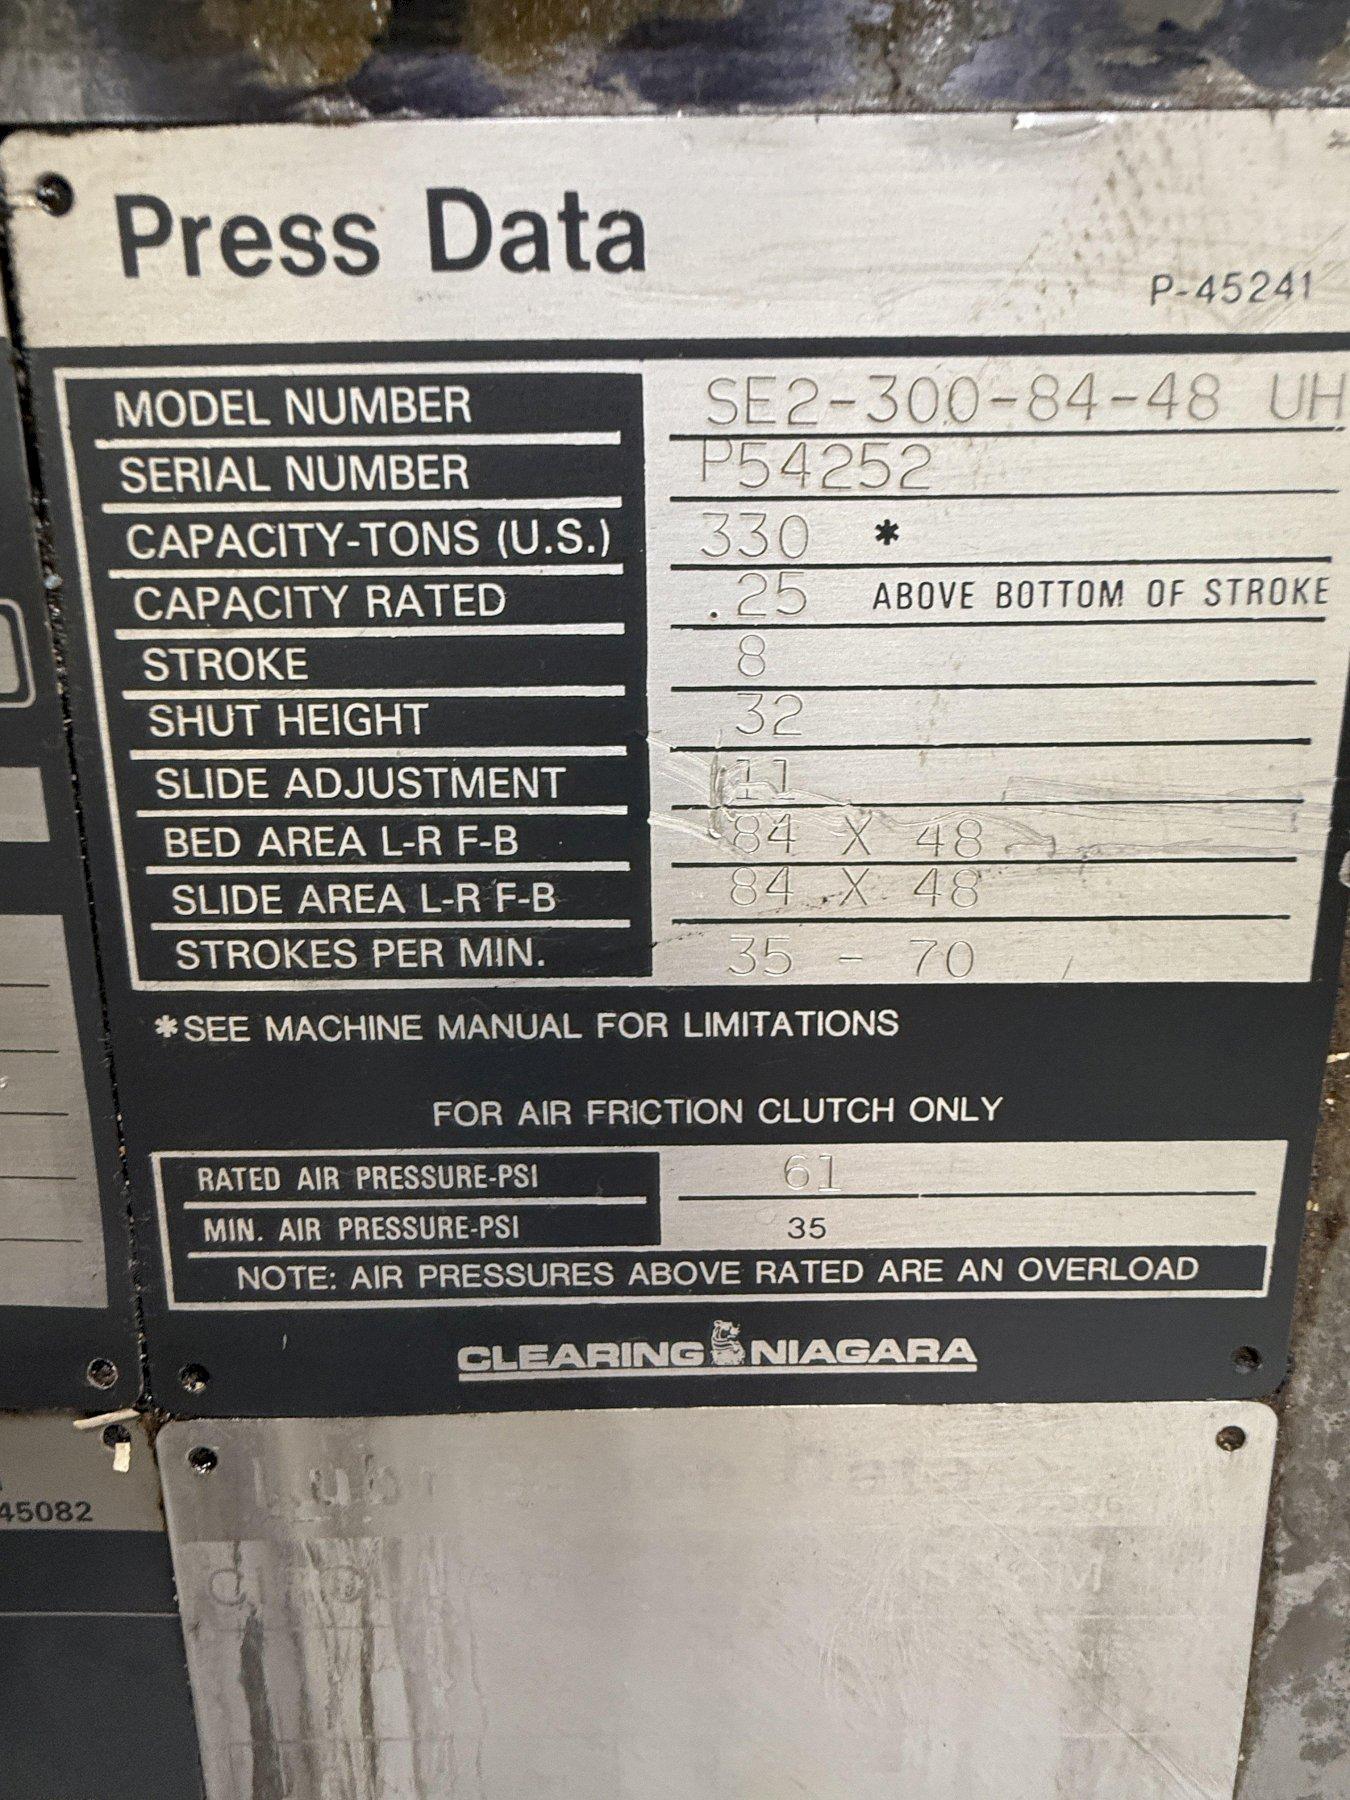 Press Data
P-45241
MODEL NUMBER SE2-300-84-48 UH
SERIAL NUMBER P54252
CAPACITY-TONS (U.S.) 330 *
CAPACITY RATED .25 ABOVE BOTTOM OF STROKE
STROKE 8
SHUT HEIGHT 32
SLIDE ADJUSTMENT 11
BED AREA L-R F-B 84 X 48
SLIDE AREA L-R F-B 84 X 48
STROKES PER MIN. 35 - 70
*SEE MACHINE MANUAL FOR LIMITATIONS
FOR AIR FRICTION CLUTCH ONLY
RATED AIR PRESSURE-PSI 61
MIN. AIR PRESSURE-PSI 35
NOTE: AIR PRESSURES ABOVE RATED ARE AN OVERLOAD
CLEARING NIAGARA
45082